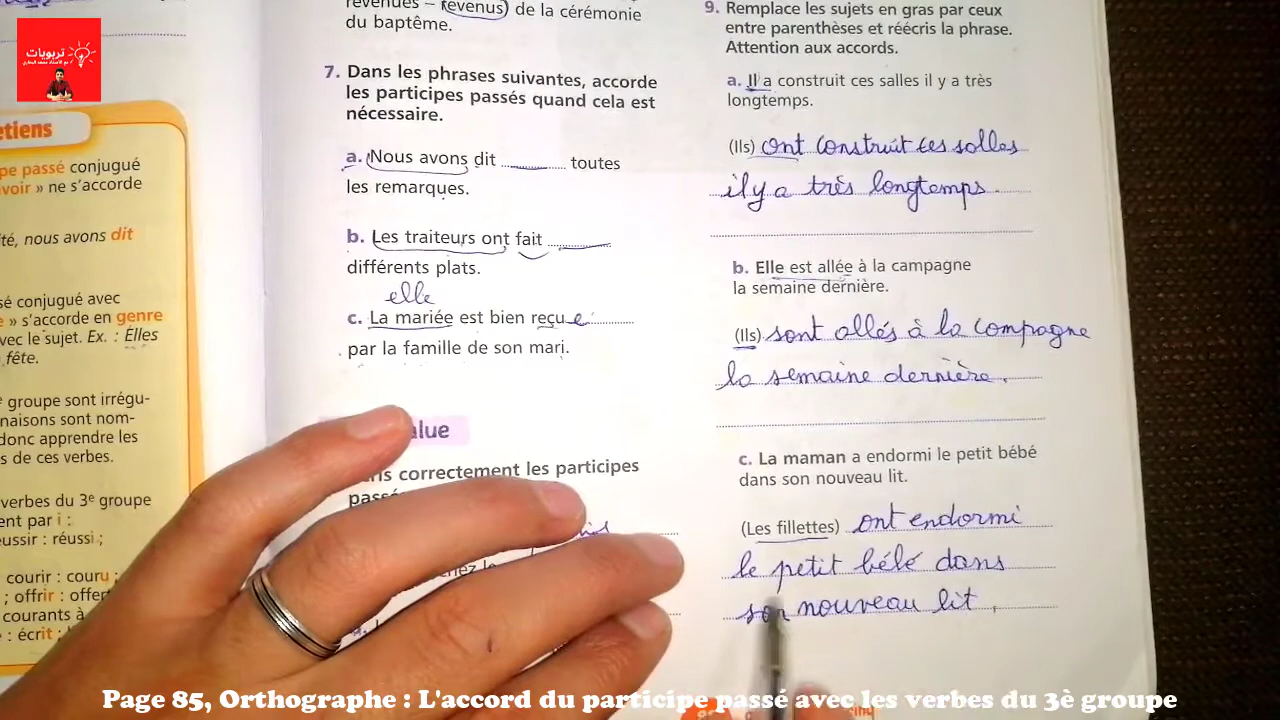 تربويات
etiens
pe passé conjugué
avoir » ne s'accorde
ité, nous avons dit
sé conjugué avec
e » s'accorde en genre
vec le sujet. Ex. : Elles
fête.
e groupe sont irrégu-
naisons sont nom-
donc apprendre les
s de ces verbes.
verbes du 3e groupe
ent par i :
ussir : réussi ;
courir : couru ;
; offrir : offer
courants à
: écrit ;
revenues – revenus) de la cérémonie
du baptême.
7. Dans les phrases suivantes, accorde
les participes passés quand cela est
nécessaire.
a. Nous avons dit ............ toutes
les remarques.
b. Les traiteurs ont fait ............
différents plats.
elle
c. La mariée est bien reçu e ............
par la famille de son mari.
alue
is correctement les participes
passé
9. Remplace les sujets en gras par ceux
entre parenthèses et réécris la phrase.
Attention aux accords.
a. Il a construit ces salles il y a très
longtemps.
(Ils) ont construit ces salles
il y a très longtemps.
b. Elle est allée à la campagne
la semaine dernière.
(Ils) sont allés à la compagne
la semaine dernière.
c. La maman a endormi le petit bébé
dans son nouveau lit.
(Les fillettes) ont endormi
le petit bébé dans
son nouveau lit.
Page 85, Orthographe : L'accord du participe passé avec les verbes du 3è groupe